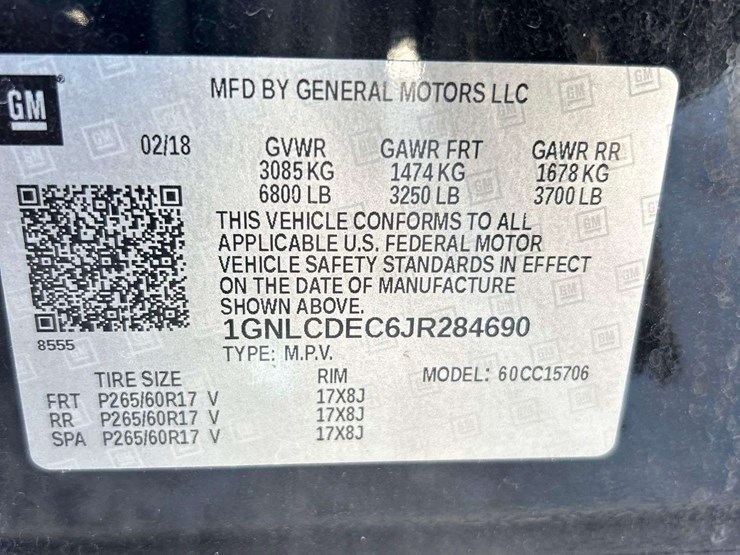 GM
MFD BY GENERAL MOTORS LLC
02/18 GVWR GAWR FRT GAWR RR
3085 KG 1474 KG 1678 KG
6800 LB 3250 LB 3700 LB
THIS VEHICLE CONFORMS TO ALL
APPLICABLE U.S. FEDERAL MOTOR
VEHICLE SAFETY STANDARDS IN EFFECT
ON THE DATE OF MANUFACTURE
SHOWN ABOVE.
1GNLCDEC6JR284690
8555
TYPE: M.P.V.
TIRE SIZE RIM MODEL: 60CC15706
FRT P265/60R17 V 17X8J
RR P265/60R17 V 17X8J
SPA P265/60R17 V 17X8J